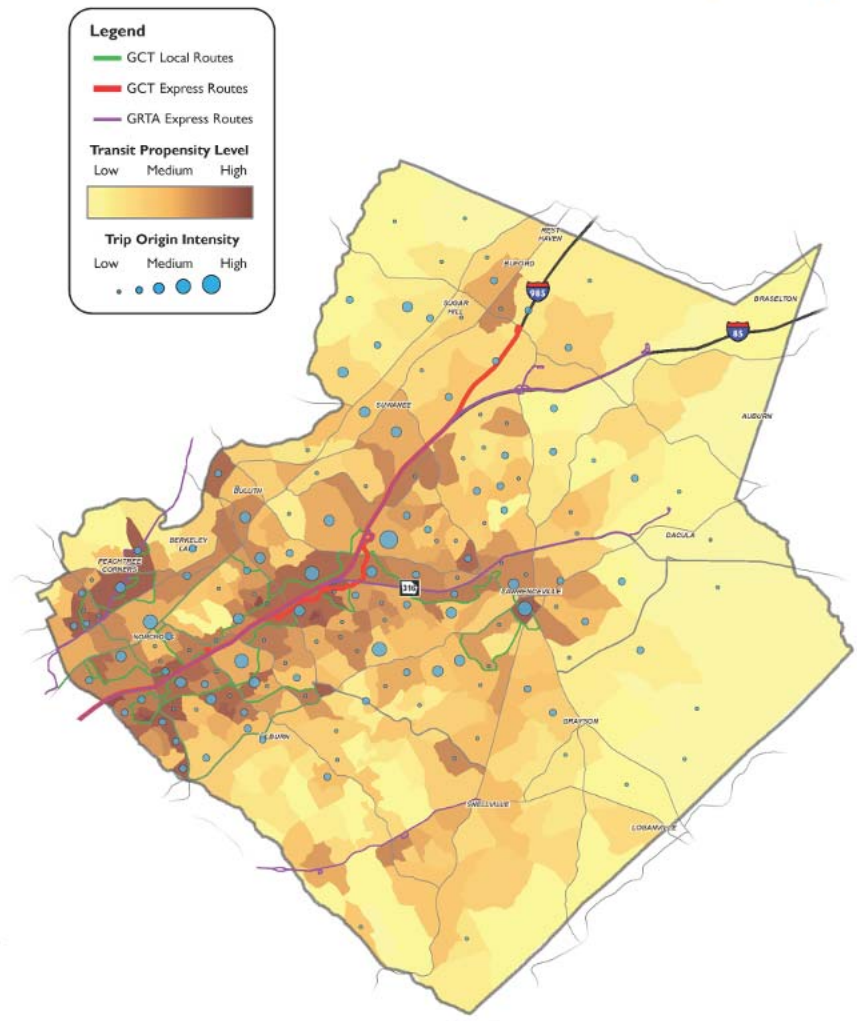 Legend
GCT Local Routes
GCT Express Routes
GRTA Express Routes
Transit Propensity Level
Low Medium High
Trip Origin Intensity
Low Medium High
REST
HAVEN
BUFORD
985
BRASELTON
SUGAR
HILL
85
SUWANEE
AUBURN
DULUTH
DACULA
BERKELEY
PEACHTREE
CORNERS
316
LAWRENCEVILLE
NORCROSS
GRAYSON
SNELLVILLE
LOGANVILLE